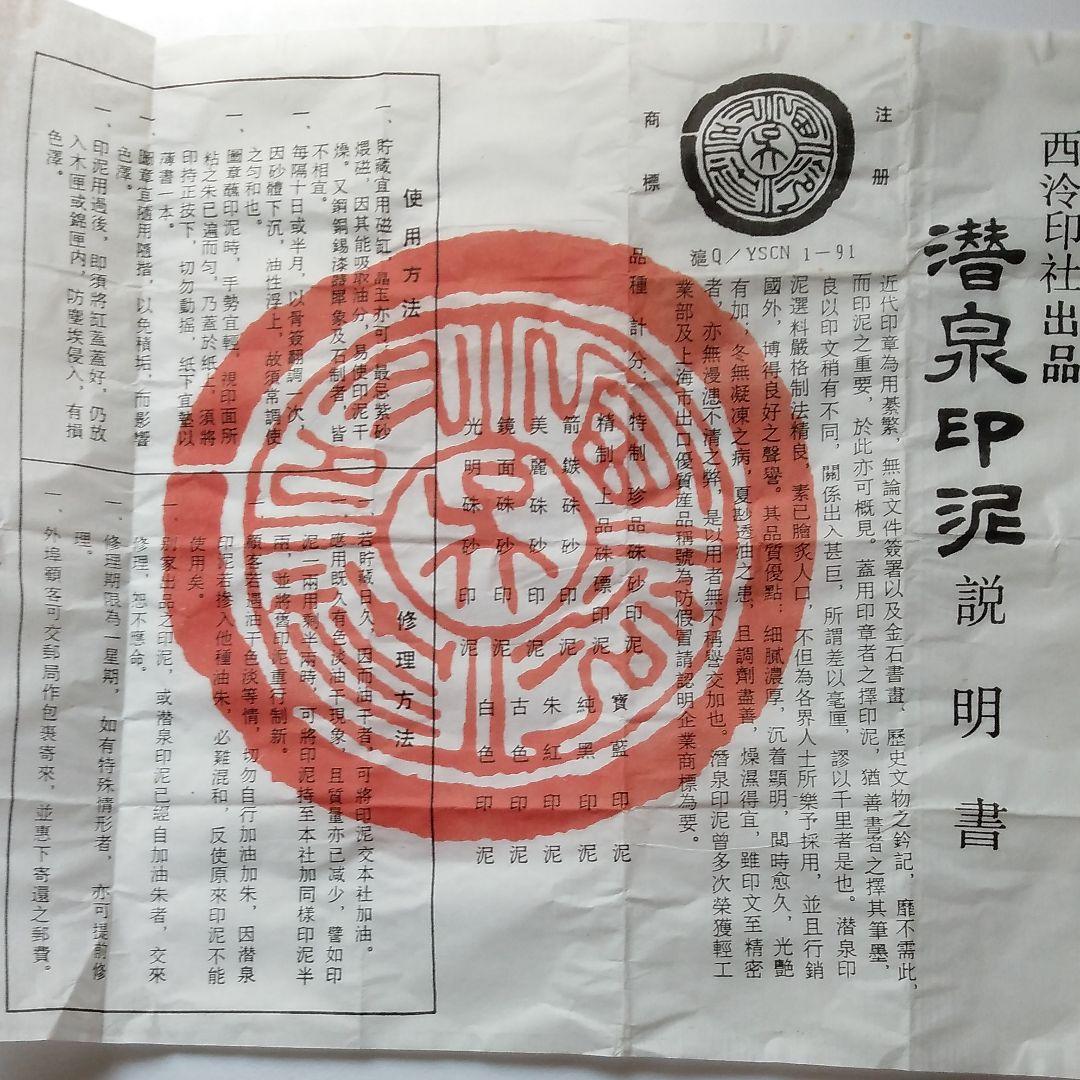 西泠印社出品
潛泉印泥説明書
注册
商標
滬Q／YSCN 1－91
近代印章為用綦繁，無論文件簽署以及金石書畫、歷史文物之鈐記，靡不需此，
而印泥之重要，於此亦可概見。蓋用印章者之擇印泥，猶善書者之擇其筆墨，
良以印文稍有不同，關係出入甚巨，所謂差以毫厘，謬以千里者是也。潛泉印
泥選料嚴格制法精良，素已膾炙人口，不但為各界人士所樂予採用，並且行銷
國外，博得良好之聲譽。其品質優點：細膩濃厚，沉着顯明，閲時愈久，光艷
有加；冬無凝凍之病，夏尠透油之患，且調劑盡善，燥濕得宜，雖印文至精密
者，亦無漫漶不清之弊，是以用者無不稱譽交加也。潛泉印泥曾多次榮獲輕工
業部及上海市出口優質產品稱號為防假冒請認明企業商標為要。
品種計分：
特制珍品硃砂印泥
精制上品硃磦印泥
箭鏃硃砂印泥
美麗硃砂印泥
鏡面硃砂印泥
光明硃砂印泥
寶藍印泥
純黑印泥
朱紅印泥
古色印泥
白色印泥
使用方法
一、貯藏宜用磁缸，晶玉亦可，最忌紫砂
煨磁，因其能吸取油分，易使印泥干
燥。又銅鋼錫漆器犀象及石制者，皆
不相宜。
一、每隔十日或半月，以骨簽翻調一次，
因砂體下沉，油性浮上，故須常調使
之勻和也。
一、圖章蘸印泥時，手勢宜輕，視印面所
粘之朱已遍而勻，乃蓋於紙上，須將
印持正按下，切勿動摇，紙下宜墊以
薄書一本。
一、圖章宜隨用隨揩，以免積垢，而影響
色澤。
一、印泥用過後，即須將缸蓋蓋好，仍放
入木匣或錦匣内，防塵埃侵入，有損
色澤。
修理方法
一、若貯藏日久，因而油干者，可將印泥交本社加油。
一、應用既久有色淡油干現象，且質量亦已减少，譬如印
泥一兩用剩半兩時，可將印泥持至本社加同樣印泥半
兩，並將舊印泥重行制新。
一、顧客若遇油干色淡等情，切勿自行加油加朱，因潛泉
印泥若掺入他種油朱，必難混和，反使原來印泥不能
使用矣。
一、别家出品之印泥，或潛泉印泥已經自加油朱者，交來
修理，恕不應命。
一、修理期限為一星期，如有特殊情形者，亦可提前修
理。
一、外埠顧客可交郵局作包裹寄來，並惠下寄還之郵費。